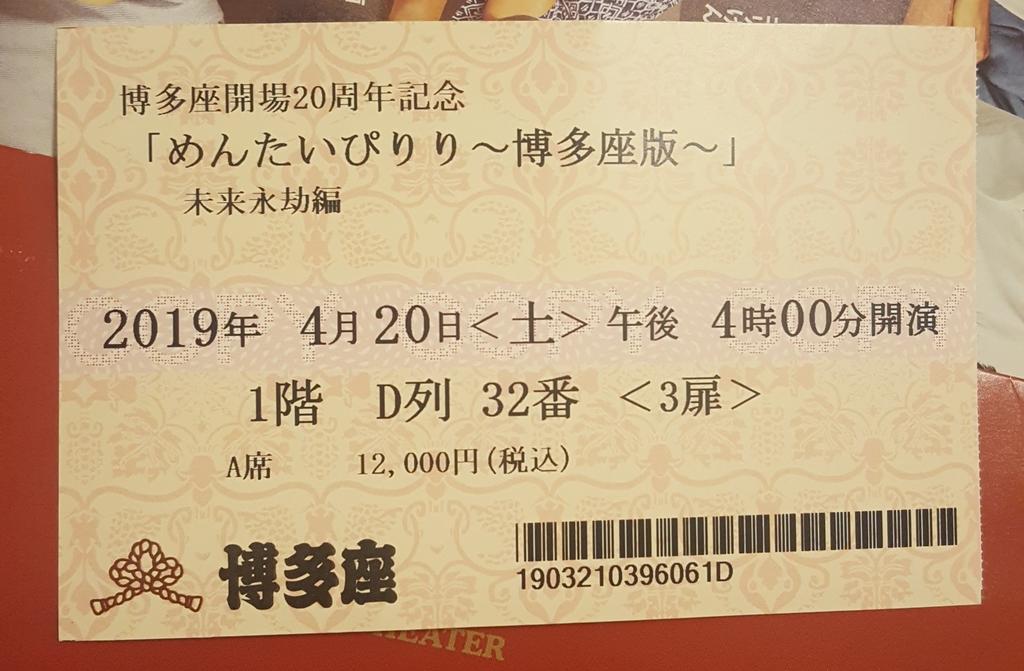 博多座開場20周年記念
「めんたいぴりり～博多座版～」
未来永劫編
2019年 4月20日＜土＞午後 4時00分開演
1階 D列 32番 ＜3扉＞
A席 12,000円(税込)
博多座
1903210396061D